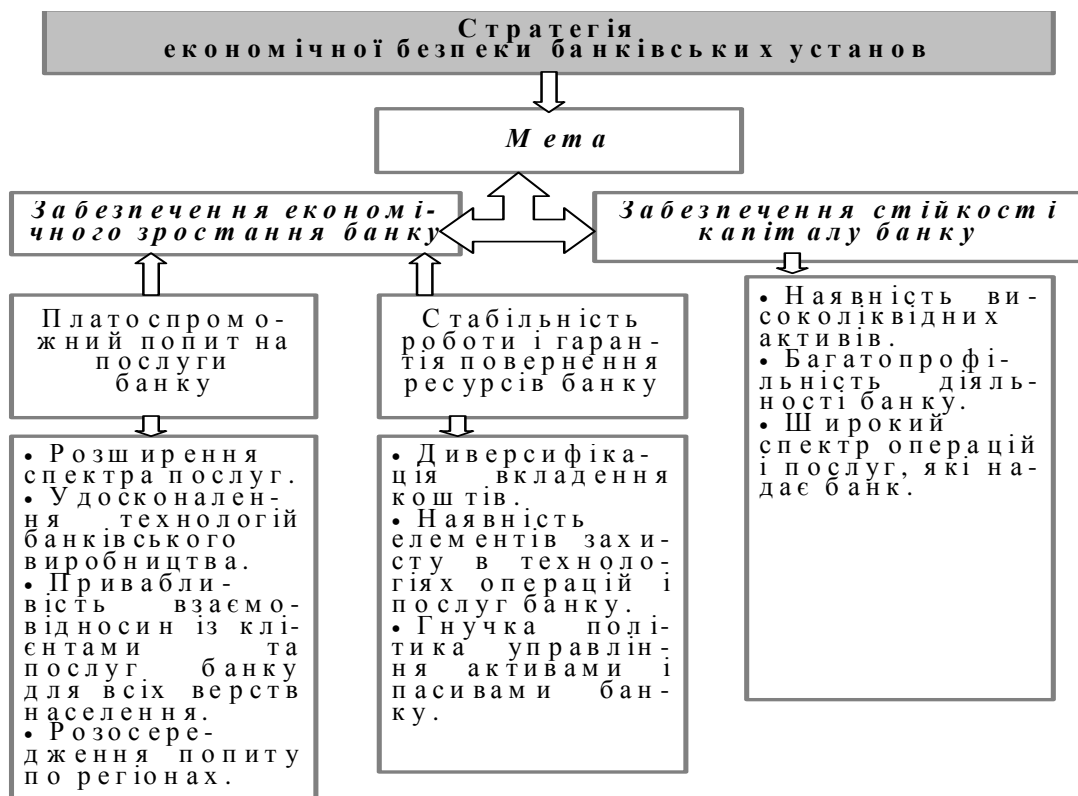 Стратегія
економічної безпеки банківських установ
Мета
Забезпечення економі-
чного зростання банку
Забезпечення стійкості
капіталу банку
Платоспромо-
жний попит на
послуги
банку
Стабільність
роботи і гаран-
тія повернення
ресурсів банку
• Наявність ви-
соколіквідних
активів.
• Багатопрофі-
льність діяль-
ності банку.
• Широкий
спектр операцій
і послуг, які на-
дає банк.
• Розширення
спектра послуг.
• Удосконален-
ня технологій
банківського
виробництва.
• Приваб­ли-
вість взаємо-
відносин із клі-
єнтами та
послуг банку
для всіх верств
населення.
• Розосере-
дження попиту
по регіонах.
• Диверсифіка-
ція вкладення
коштів.
• Наявність
елементів захи-
сту в техноло-
гіях операцій і
послуг банку.
• Гнучка полі-
тика управлін-
ня активами і
пасивами бан-
ку.